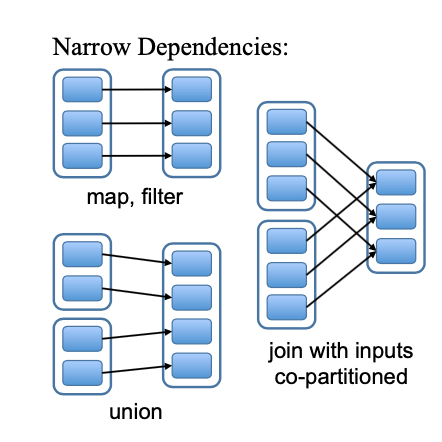 Narrow Dependencies:
map, filter
union
join with inputs
co-partitioned